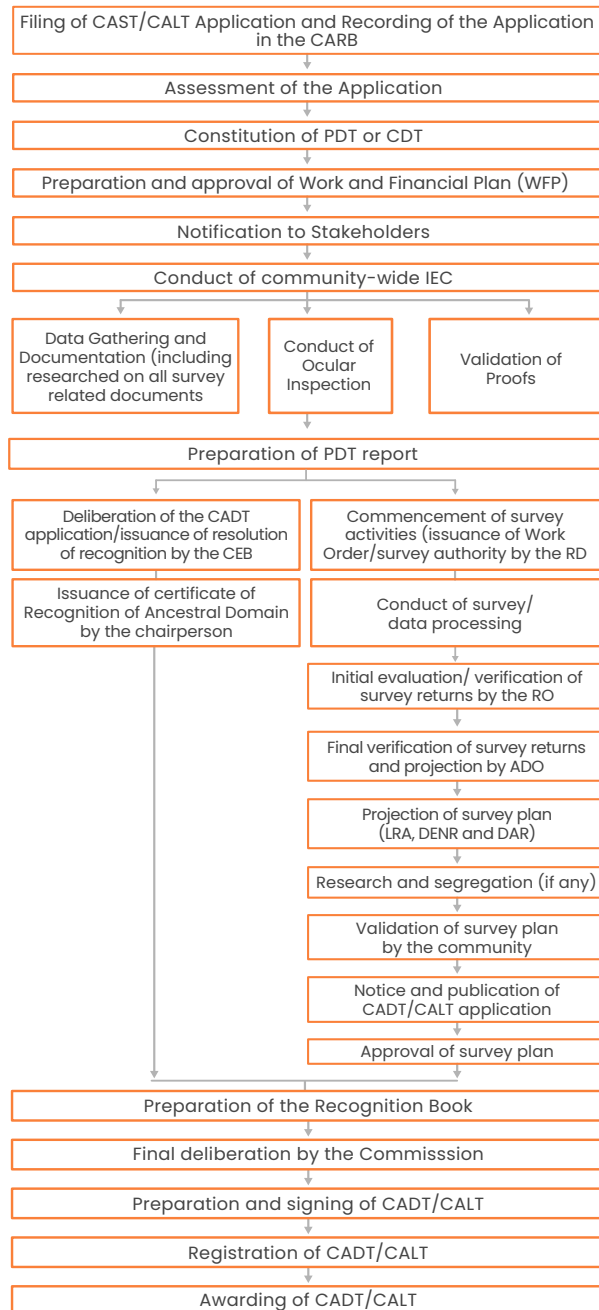 Filing of CAST/CALT Application and Recording of the Application
in the CARB
Assessment of the Application
Constitution of PDT or CDT
Preparation and approval of Work and Financial Plan (WFP)
Notification to Stakeholders
Conduct of community-wide IEC
Data Gathering and
Documentation (including
researched on all survey
related documents
Conduct of
Ocular
Inspection
Validation of
Proofs
Preparation of PDT report
Deliberation of the CADT
application/issuance of resolution
of recognition by the CEB
Issuance of certificate of
Recognition of Ancestral Domain
by the chairperson
Commencement of survey
activities (issuance of Work
Order/survey authority by the RD
Conduct of survey/
data processing
Initial evaluation/ verification of
survey returns by the RO
Final verification of survey returns
and projection by ADO
Projection of survey plan
(LRA, DENR and DAR)
Research and segregation (if any)
Validation of survey plan
by the community
Notice and publication of
CADT/CALT application
Approval of survey plan
Preparation of the Recognition Book
Final deliberation by the Commisssion
Preparation and signing of CADT/CALT
Registration of CADT/CALT
Awarding of CADT/CALT